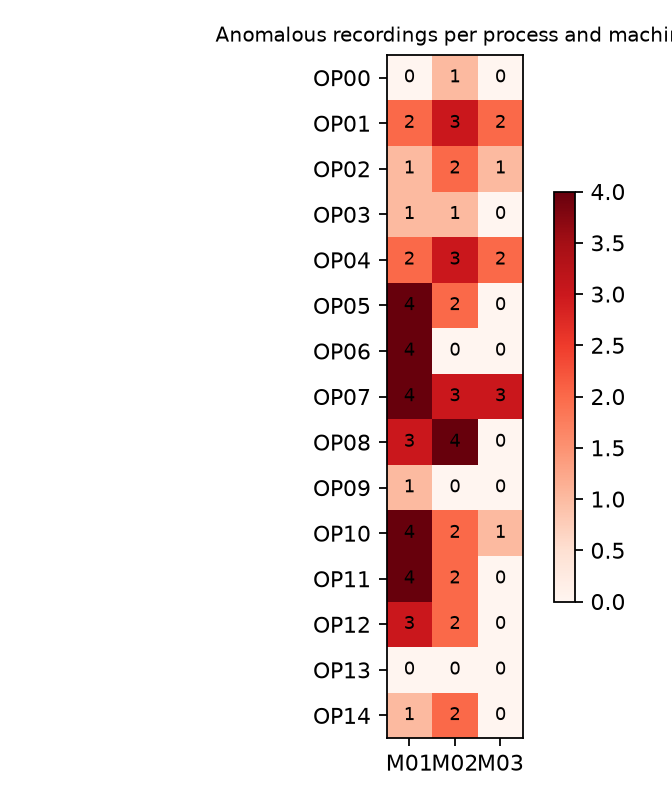 Anomalous recordings per process and machi
OP00 0 1 0
OP01 2 3 2
OP02 1 2 1
OP03 1 1 0
OP04 2 3 2
OP05 4 2 0
OP06 4 0 0
OP07 4 3 3
OP08 3 4 0
OP09 1 0 0
OP10 4 2 1
OP11 4 2 0
OP12 3 2 0
OP13 0 0 0
OP14 1 2 0
M01 M02 M03
4.0
3.5
3.0
2.5
2.0
1.5
1.0
0.5
0.0